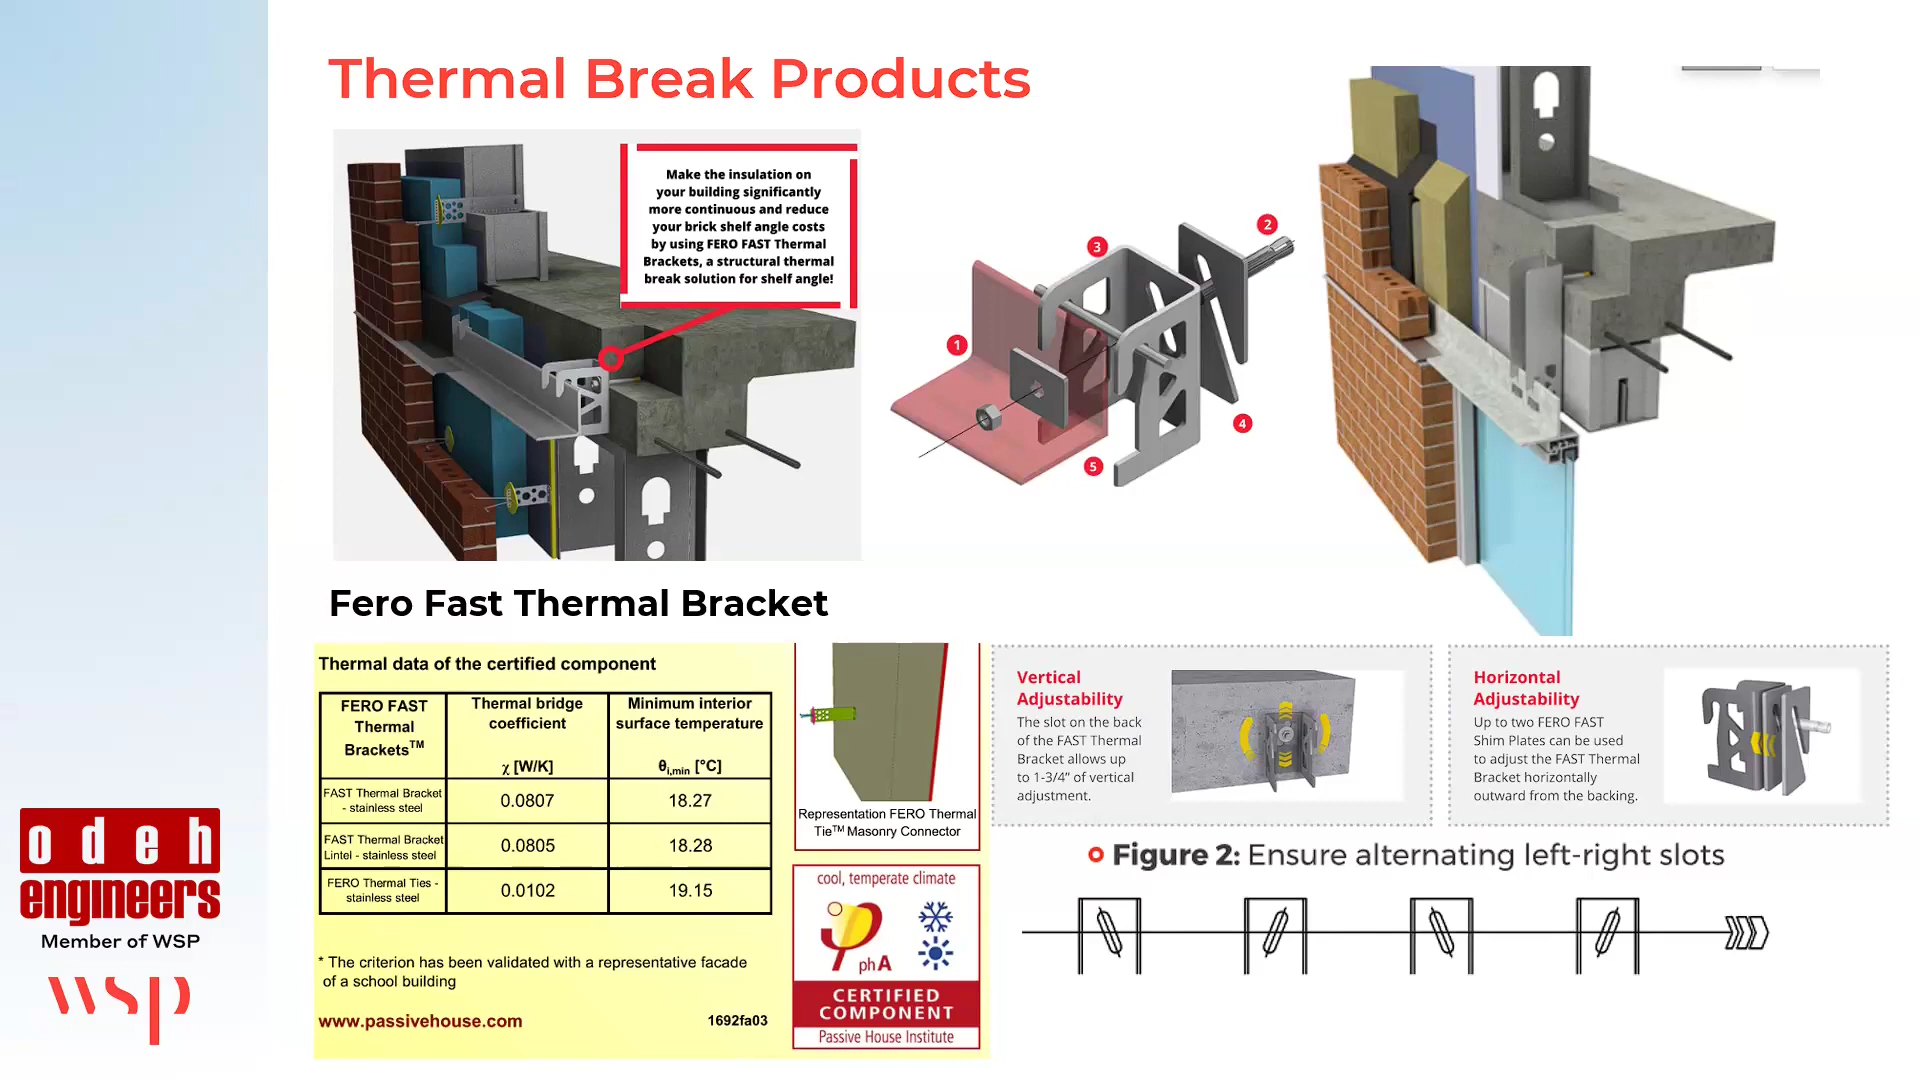 Thermal Break Products
Make the insulation on
your building significantly
more continuous and reduce
your brick shelf angle costs
by using FERO FAST Thermal
Brackets, a structural thermal
break solution for shelf angle!
1
2
3
4
5
Fero Fast Thermal Bracket
Thermal data of the certified component
FERO FAST
Thermal
Brackets™
Thermal bridge
coefficient
χ [W/K]
Minimum interior
surface temperature
θi,min [°C]
FAST Thermal Bracket
- stainless steel
0.0807
18.27
FAST Thermal Bracket
Lintel - stainless steel
0.0805
18.28
FERO Thermal Ties -
stainless steel
0.0102
19.15
* The criterion has been validated with a representative facade
of a school building
www.passivehouse.com
1692fa03
Representation FERO Thermal
Tie™ Masonry Connector
cool, temperate climate
phA
CERTIFIED
COMPONENT
Passive House Institute
Vertical
Adjustability
The slot on the back
of the FAST Thermal
Bracket allows up
to 1-3/4” of vertical
adjustment.
Horizontal
Adjustability
Up to two FERO FAST
Shim Plates can be used
to adjust the FAST Thermal
Bracket horizontally
outward from the backing.
Figure 2: Ensure alternating left-right slots
odeh
engineers
Member of WSP
wsp